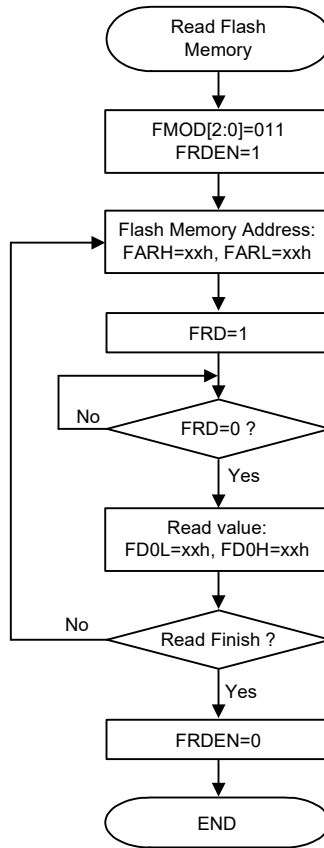 Read Flash
Memory
FMOD[2:0]=011
FRDEN=1
Flash Memory Address:
FARH=xxh, FARL=xxh
FRD=1
No
FRD=0 ?
Yes
Read value:
FD0L=xxh, FD0H=xxh
No
Read Finish ?
Yes
FRDEN=0
END